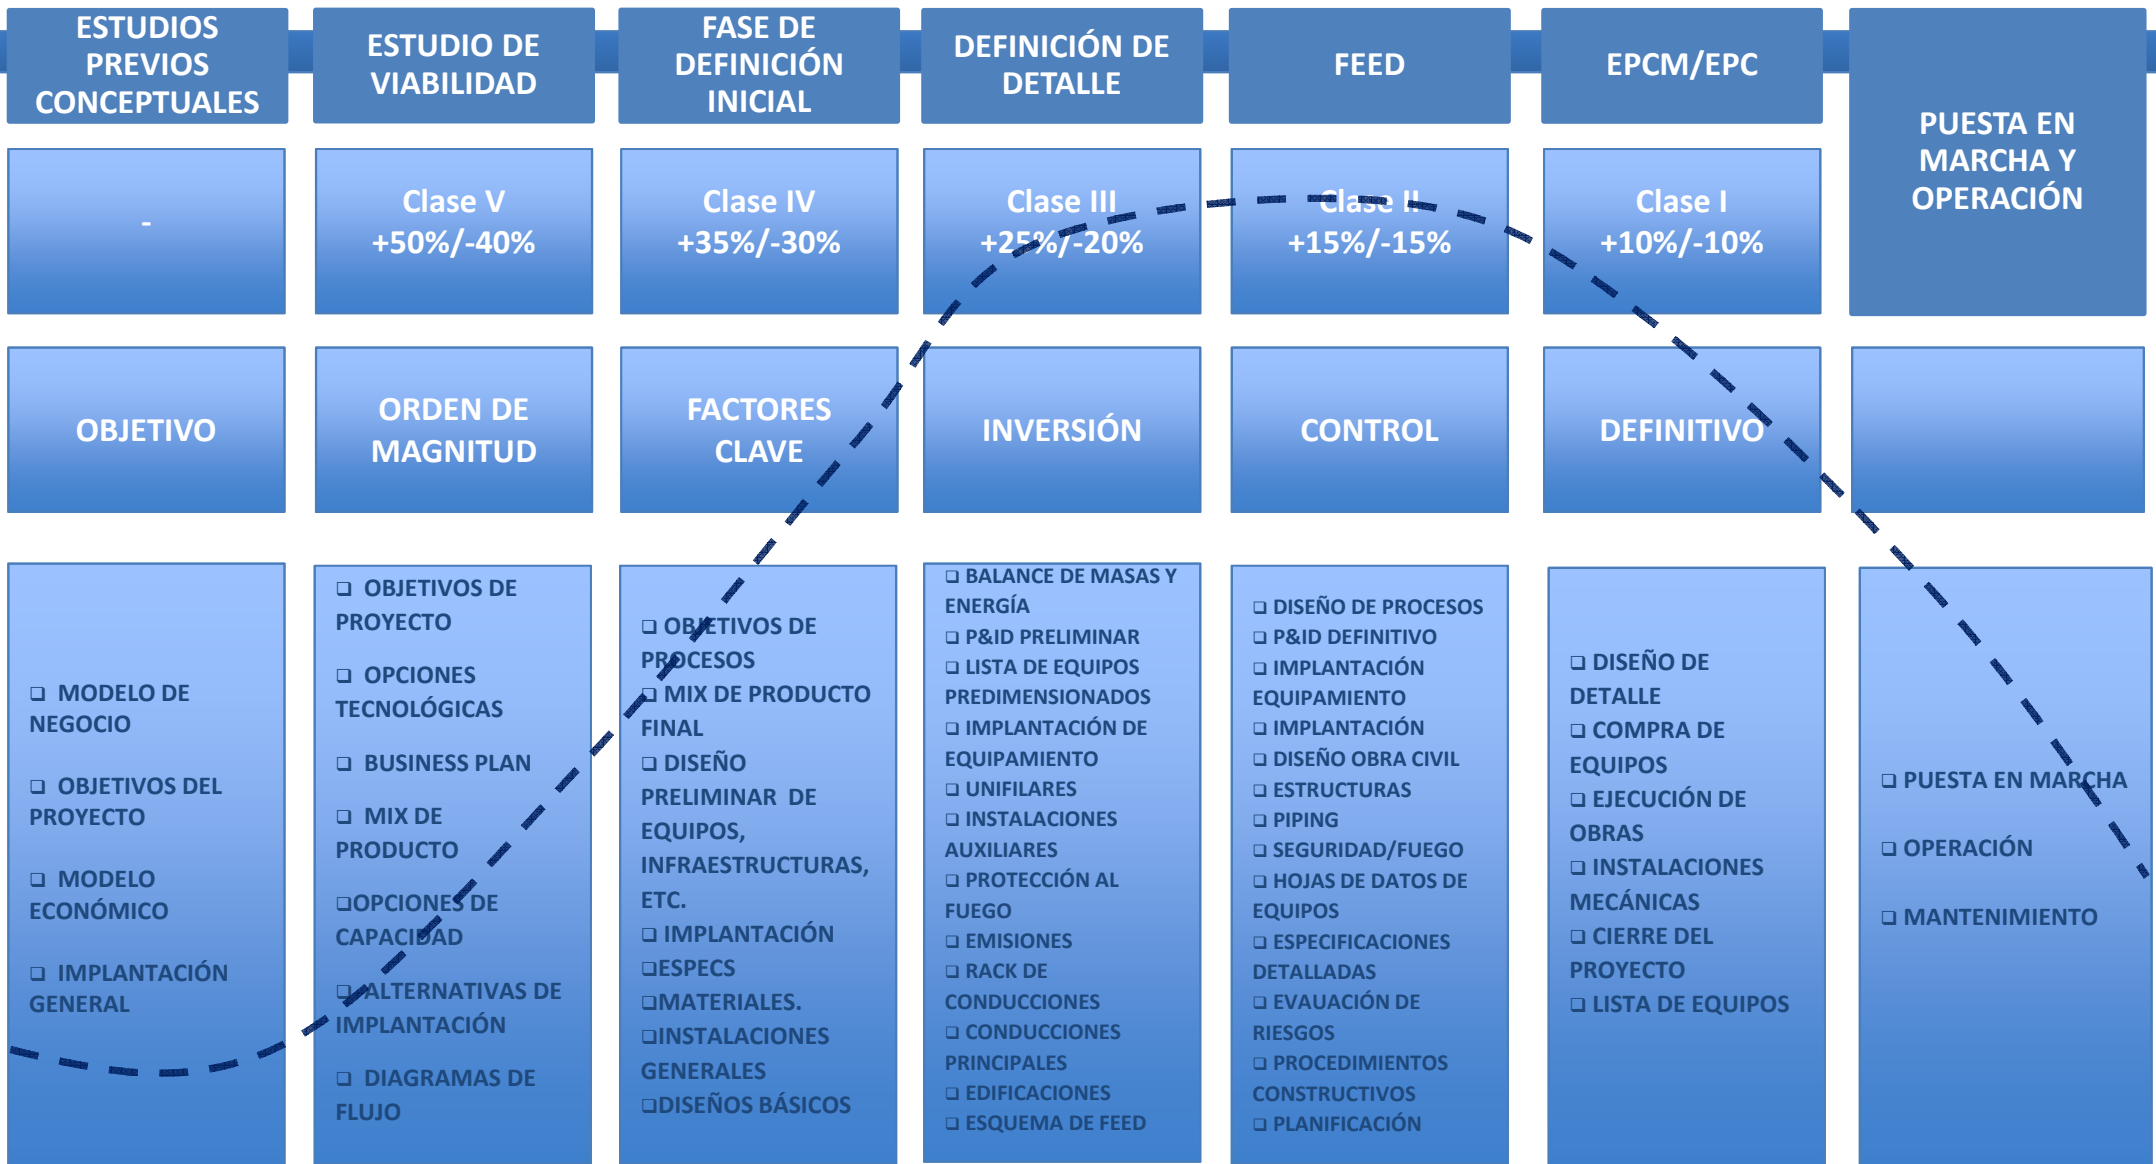 ESTUDIOS
PREVIOS
CONCEPTUALES
ESTUDIO DE
VIABILIDAD
FASE DE
DEFINICIÓN
INICIAL
DEFINICIÓN DE
DETALLE
FEED
EPCM/EPC
PUESTA EN
MARCHA Y
OPERACIÓN
-
Clase V
+50%/-40%
Clase IV
+35%/-30%
Clase III
+25%/-20%
Clase II
+15%/-15%
Clase I
+10%/-10%
OBJETIVO
ORDEN DE
MAGNITUD
FACTORES
CLAVE
INVERSIÓN
CONTROL
DEFINITIVO
❑ MODELO DE
NEGOCIO
❑ OBJETIVOS DEL
PROYECTO
❑ MODELO
ECONÓMICO
❑ IMPLANTACIÓN
GENERAL
❑ OBJETIVOS DE
PROYECTO
❑ OPCIONES
TECNOLÓGICAS
❑ BUSINESS PLAN
❑ MIX DE
PRODUCTO
❑OPCIONES DE
CAPACIDAD
❑ ALTERNATIVAS DE
IMPLANTACIÓN
❑ DIAGRAMAS DE
FLUJO
❑ OBJETIVOS DE
PROCESOS
❑ MIX DE PRODUCTO
FINAL
❑ DISEÑO
PRELIMINAR DE
EQUIPOS,
INFRAESTRUCTURAS,
ETC.
❑ IMPLANTACIÓN
❑ESPECS
❑MATERIALES.
❑INSTALACIONES
GENERALES
❑DISEÑOS BÁSICOS
❑ BALANCE DE MASAS Y
ENERGÍA
❑ P&ID PRELIMINAR
❑ LISTA DE EQUIPOS
PREDIMENSIONADOS
❑ IMPLANTACIÓN DE
EQUIPAMIENTO
❑ UNIFILARES
❑ INSTALACIONES
AUXILIARES
❑ PROTECCIÓN AL
FUEGO
❑ EMISIONES
❑ RACK DE
CONDUCCIONES
❑ CONDUCCIONES
PRINCIPALES
❑ EDIFICACIONES
❑ ESQUEMA DE FEED
❑ DISEÑO DE PROCESOS
❑ P&ID DEFINITIVO
❑ IMPLANTACIÓN
EQUIPAMIENTO
❑ IMPLANTACIÓN
❑ DISEÑO OBRA CIVIL
❑ ESTRUCTURAS
❑ PIPING
❑ SEGURIDAD/FUEGO
❑ HOJAS DE DATOS DE
EQUIPOS
❑ ESPECIFICACIONES
DETALLADAS
❑ EVAUACIÓN DE
RIESGOS
❑ PROCEDIMIENTOS
CONSTRUCTIVOS
❑ PLANIFICACIÓN
❑ DISEÑO DE
DETALLE
❑ COMPRA DE
EQUIPOS
❑ EJECUCIÓN DE
OBRAS
❑ INSTALACIONES
MECÁNICAS
❑ CIERRE DEL
PROYECTO
❑ LISTA DE EQUIPOS
❑ PUESTA EN MARCHA
❑ OPERACIÓN
❑ MANTENIMIENTO